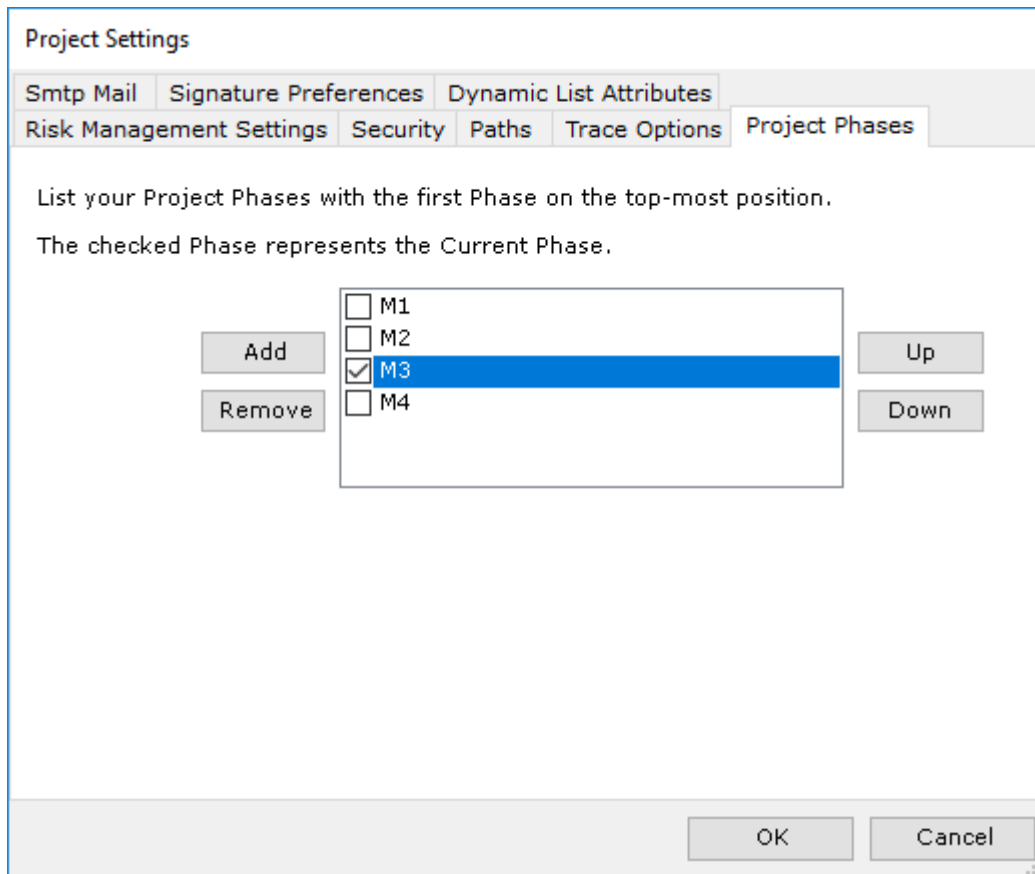 Project Settings
Smtp Mail Signature Preferences Dynamic List Attributes
Risk Management Settings Security Paths Trace Options Project Phases
List your Project Phases with the first Phase on the top-most position.
The checked Phase represents the Current Phase.
M1
M2
M3
M4
Add
Remove
Up
Down
OK Cancel